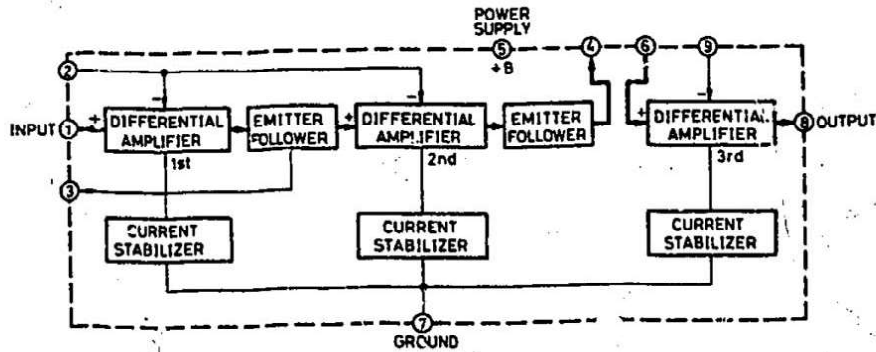 POWER
SUPPLY
2 5 4 6 9
+B
- - -
INPUT 1 + DIFFERENTIAL
AMPLIFIER
1st
EMITTER
FOLLOWER
+ DIFFERENTIAL
AMPLIFIER
2nd
EMITTER
FOLLOWER
+ DIFFERENTIAL
AMPLIFIER
3rd
8 OUTPUT
3
CURRENT
STABILIZER
CURRENT
STABILIZER
CURRENT
STABILIZER
7
GROUND